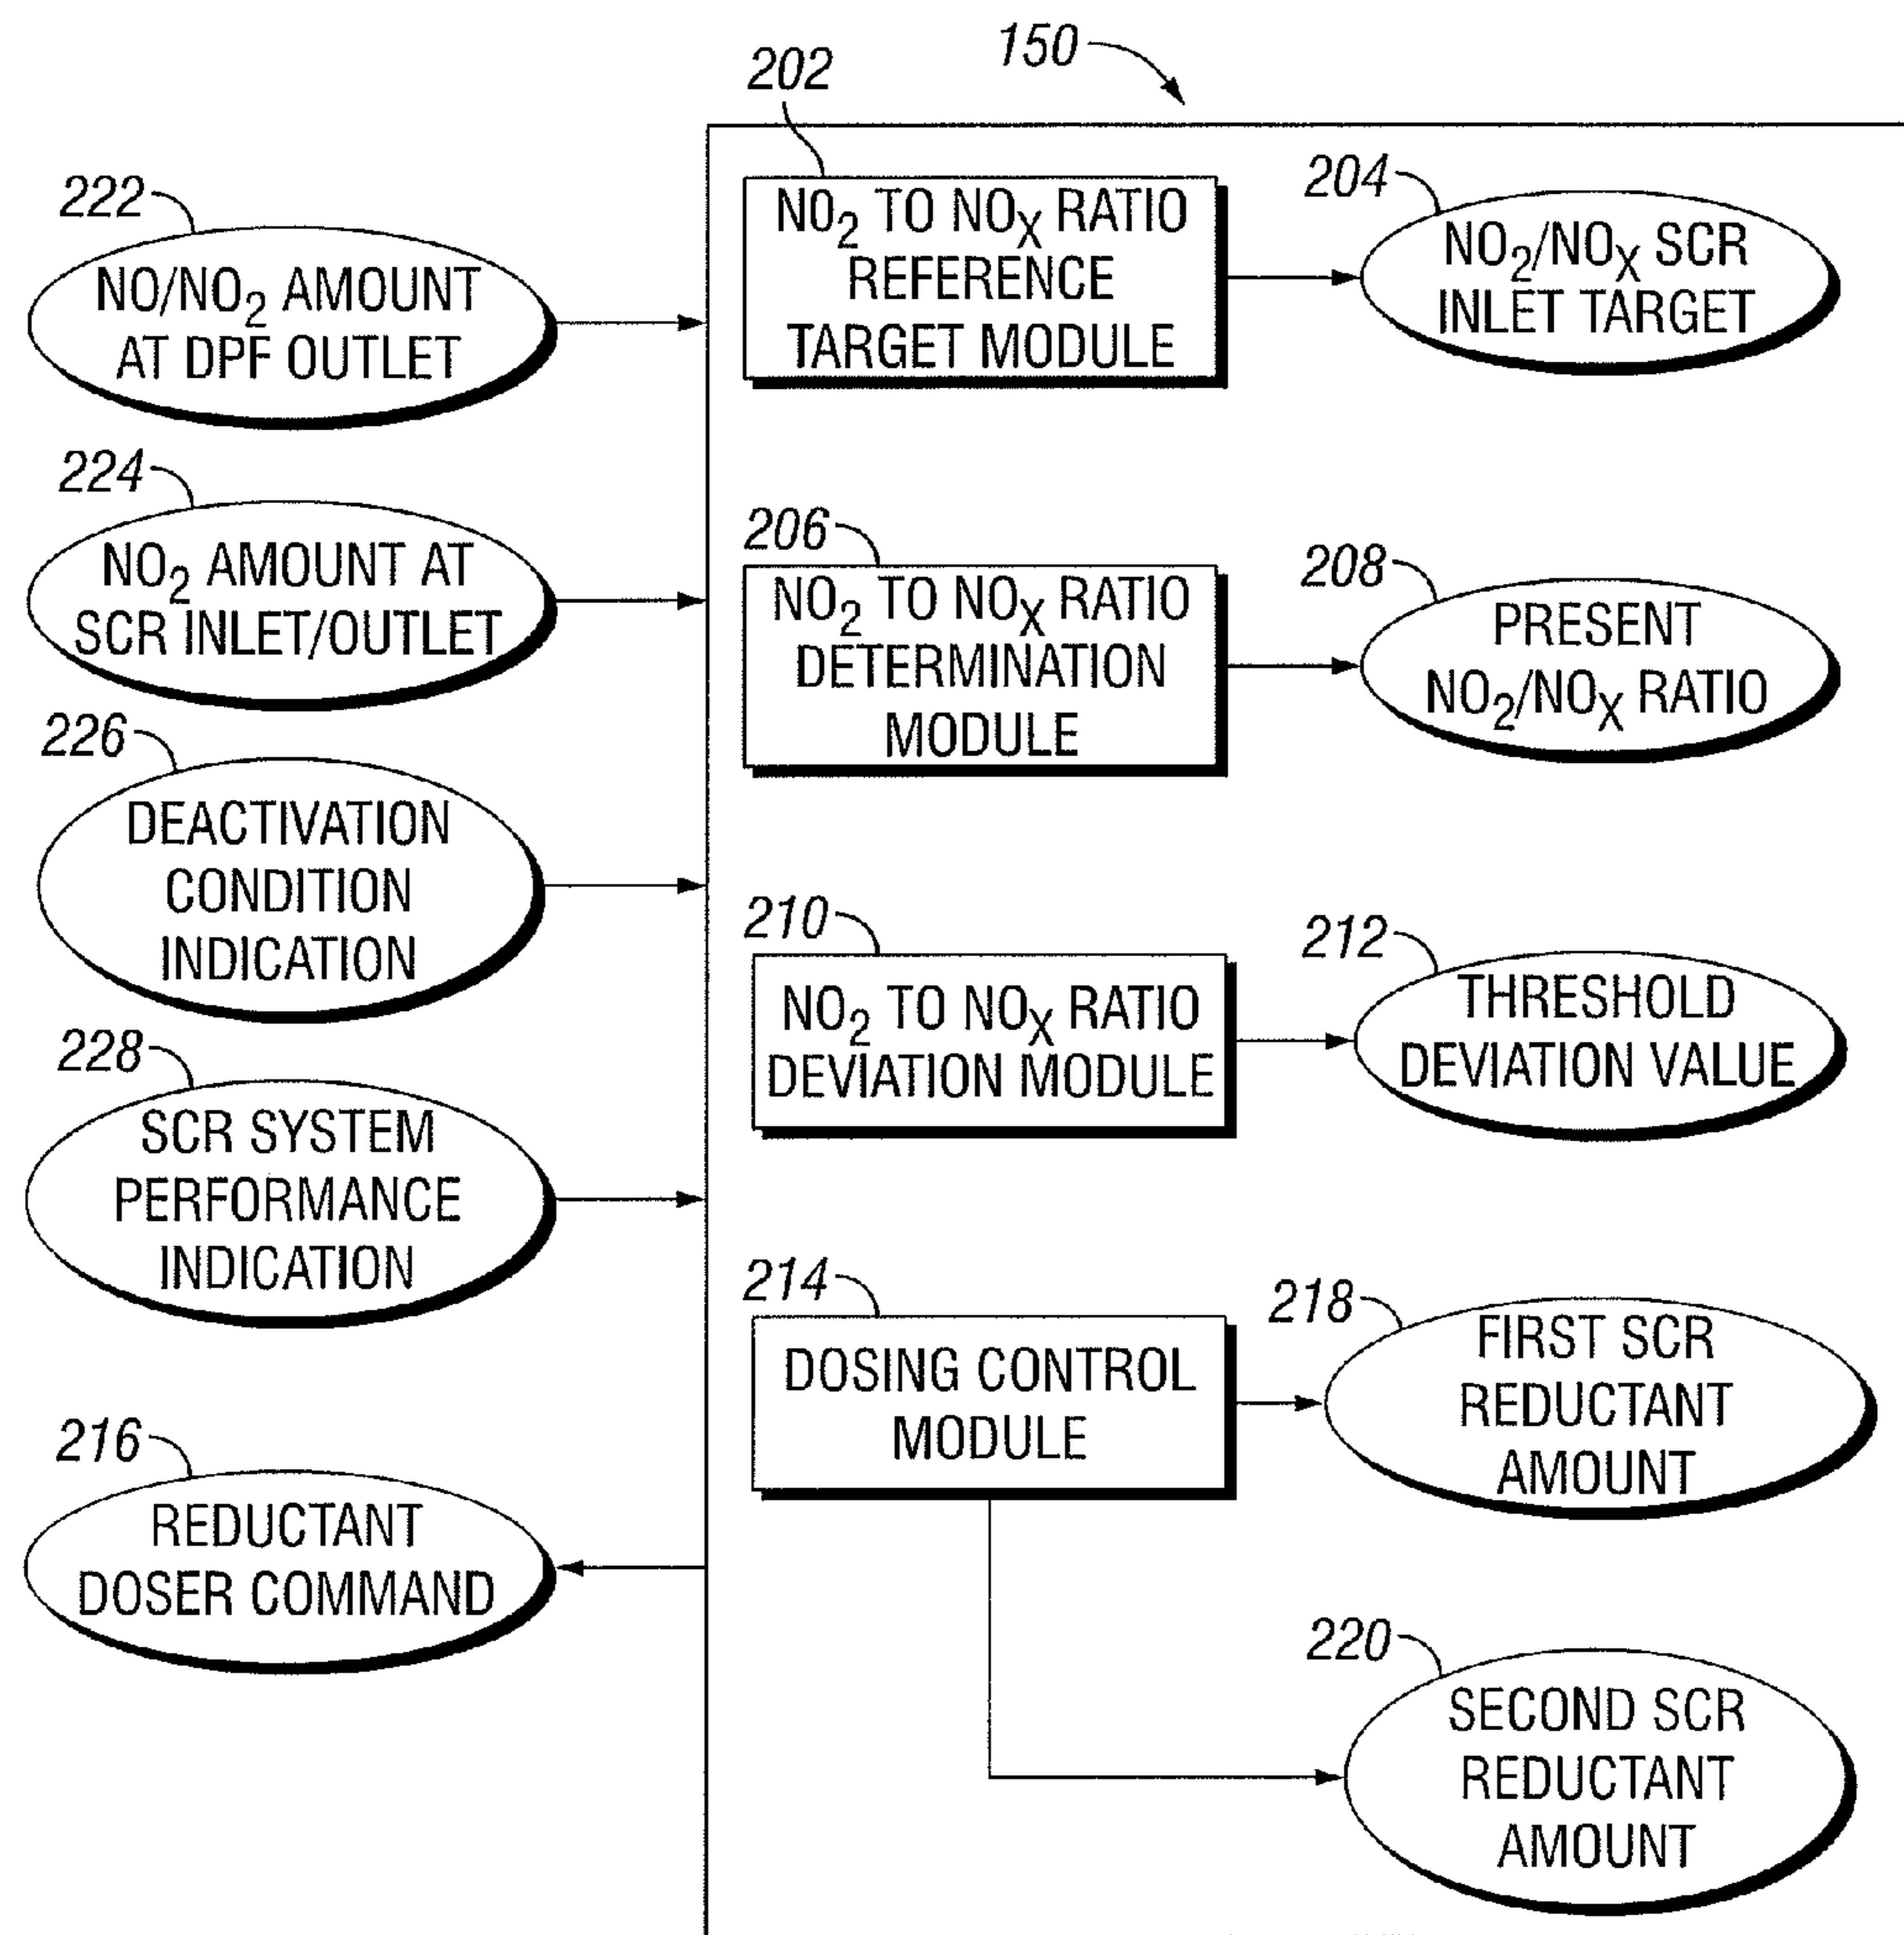 150
202
NO₂ TO NOₓ RATIO
REFERENCE
TARGET MODULE
204
NO₂/NOₓ SCR
INLET TARGET
222
NO/NO₂ AMOUNT
AT DPF OUTLET
224
NO₂ AMOUNT AT
SCR INLET/OUTLET
206
NO₂ TO NOₓ RATIO
DETERMINATION
MODULE
208
PRESENT
NO₂/NOₓ RATIO
226
DEACTIVATION
CONDITION
INDICATION
210
NO₂ TO NOₓ RATIO
DEVIATION MODULE
212
THRESHOLD
DEVIATION VALUE
228
SCR SYSTEM
PERFORMANCE
INDICATION
214
DOSING CONTROL
MODULE
218
FIRST SCR
REDUCTANT
AMOUNT
216
REDUCTANT
DOSER COMMAND
220
SECOND SCR
REDUCTANT
AMOUNT